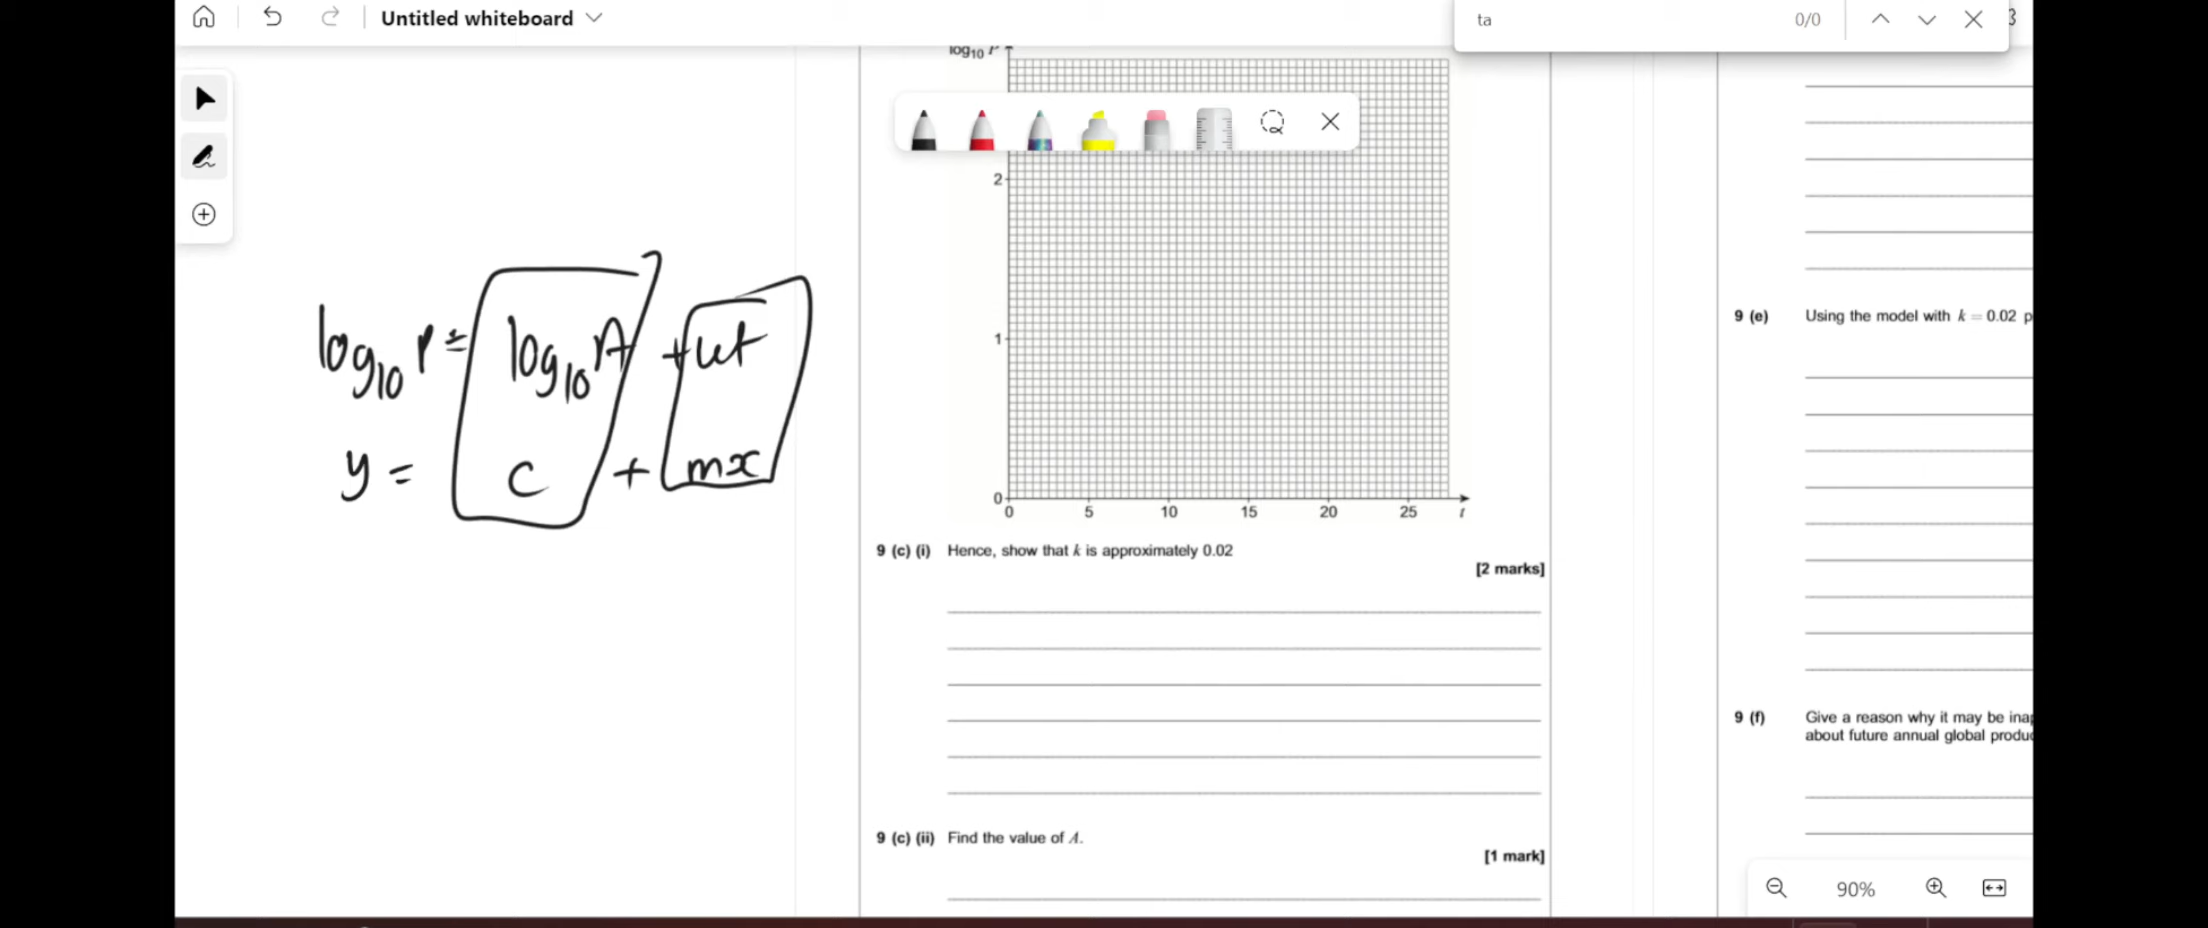 Untitled whiteboard
ta
0/0
log₁₀ P
2
1
0
0 5 10 15 20 25 t
log₁₀ P = log₁₀ A + kt
y = c + mx
9 (c) (i) Hence, show that k is approximately 0.02
[2 marks]
9 (c) (ii) Find the value of A.
[1 mark]
9 (e) Using the model with k = 0.02 p
9 (f) Give a reason why it may be ina
about future annual global produ
90%